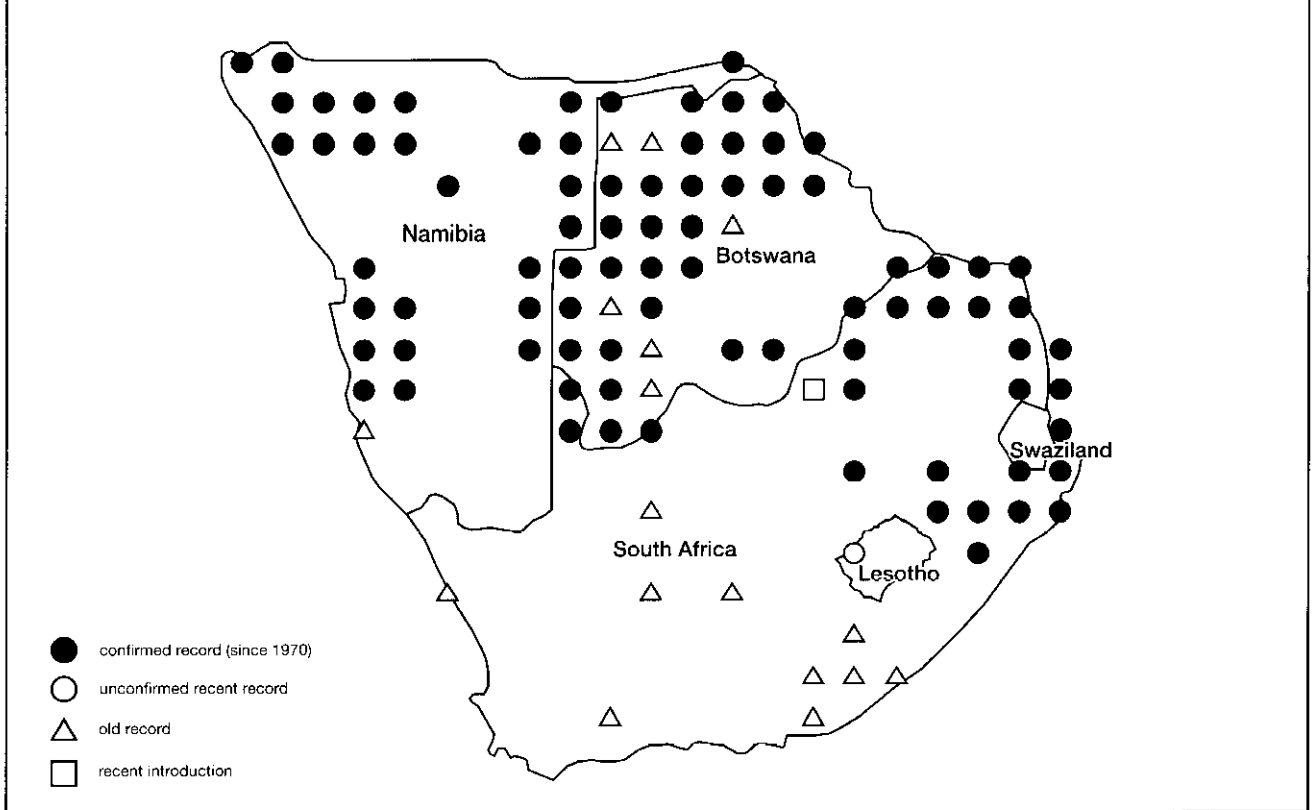 Namibia
Botswana
Swaziland
South Africa
Lesotho
confirmed record (since 1970)
unconfirmed recent record
old record
recent introduction